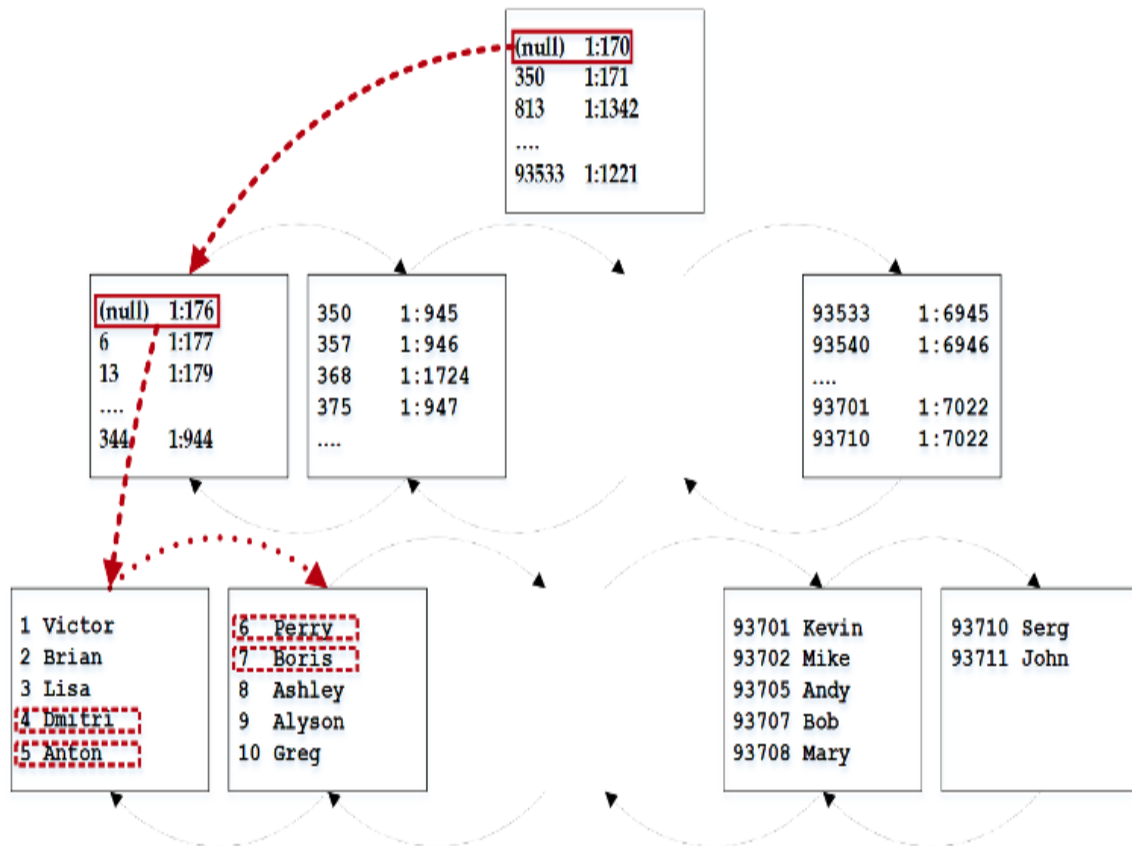 (null) 1:170
350 1:171
813 1:1342
....
93533 1:1221
(null) 1:176
6 1:177
13 1:179
....
344 1:944
350 1:945
357 1:946
368 1:1724
375 1:947
....
93533 1:6945
93540 1:6946
....
93701 1:7022
93710 1:7022
1 Victor
2 Brian
3 Lisa
4 Dmitri
5 Anton
6 Perry
7 Boris
8 Ashley
9 Alyson
10 Greg
93701 Kevin
93702 Mike
93705 Andy
93707 Bob
93708 Mary
93710 Serg
93711 John